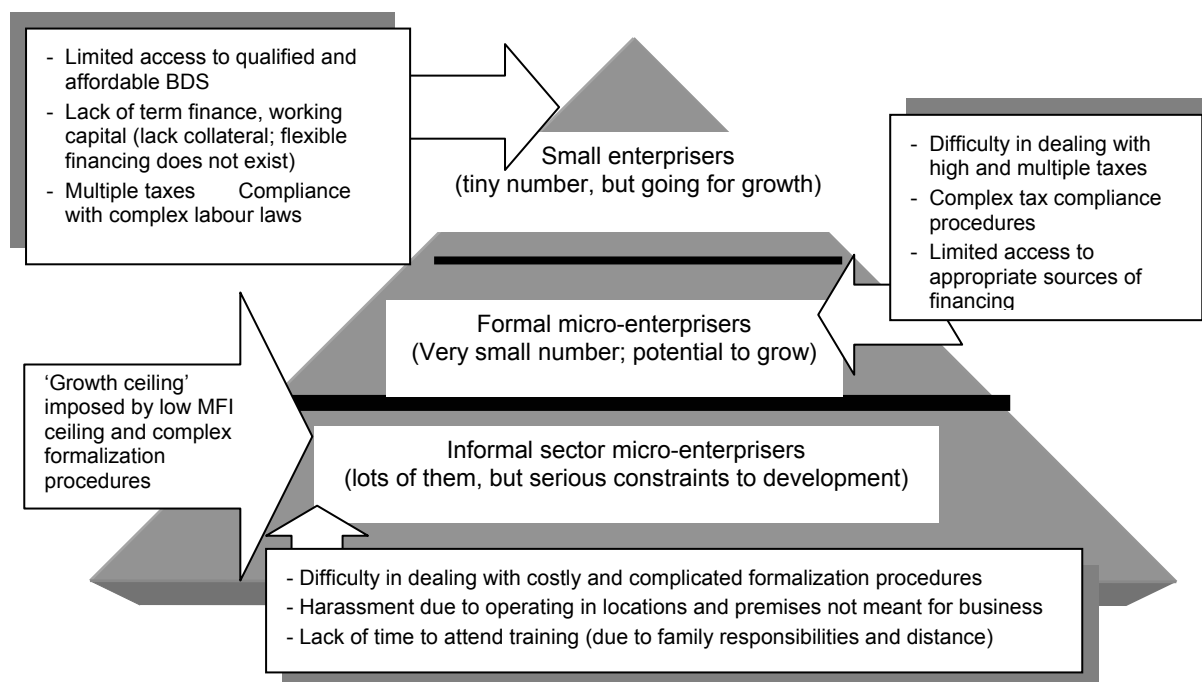 - Limited access to qualified and
affordable BDS
- Lack of term finance, working
capital (lack collateral; flexible
financing does not exist)
- Multiple taxes Compliance
with complex labour laws
Small enterprisers
(tiny number, but going for growth)
- Difficulty in dealing with
high and multiple taxes
- Complex tax compliance
procedures
- Limited access to
appropriate sources of
financing
Formal micro-enterprisers
(Very small number; potential to grow)
‘Growth ceiling’
imposed by low MFI
ceiling and complex
formalization
procedures
Informal sector micro-enterprisers
(lots of them, but serious constraints to development)
- Difficulty in dealing with costly and complicated formalization procedures
- Harassment due to operating in locations and premises not meant for business
- Lack of time to attend training (due to family responsibilities and distance)